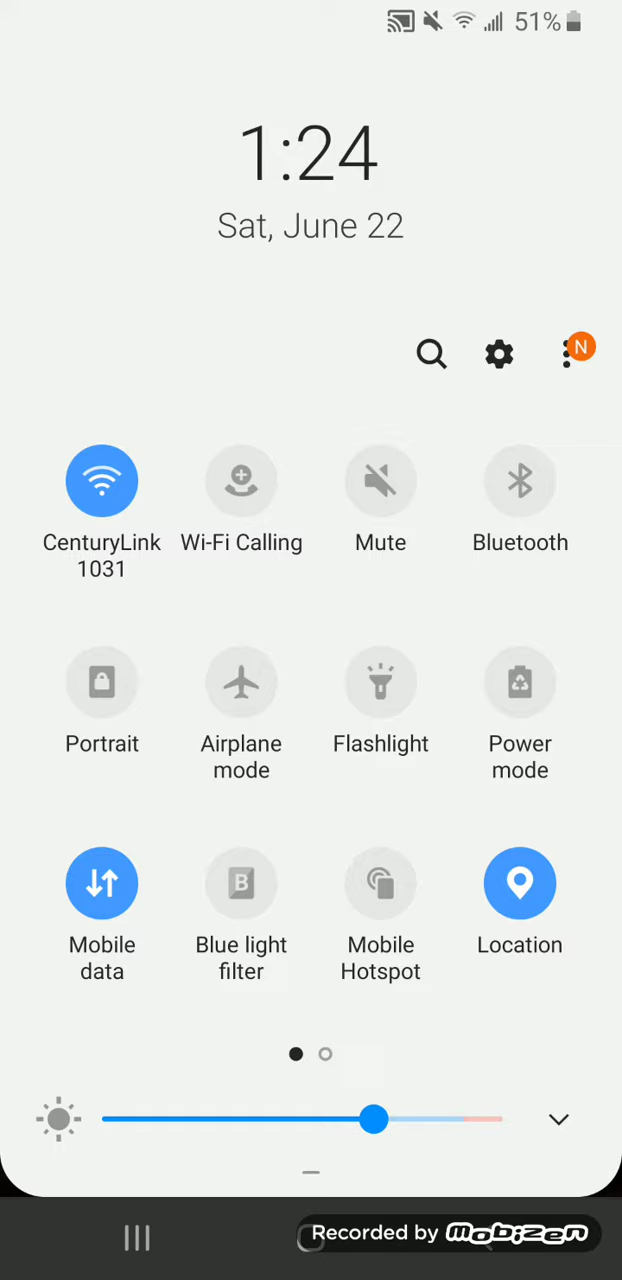 51%
1:24
Sat, June 22
N
CenturyLink Wi-Fi Calling Mute Bluetooth
1031
Portrait Airplane Flashlight Power
mode mode
B
Mobile Blue light Mobile Location
data filter Hotspot
Recorded by mobizen